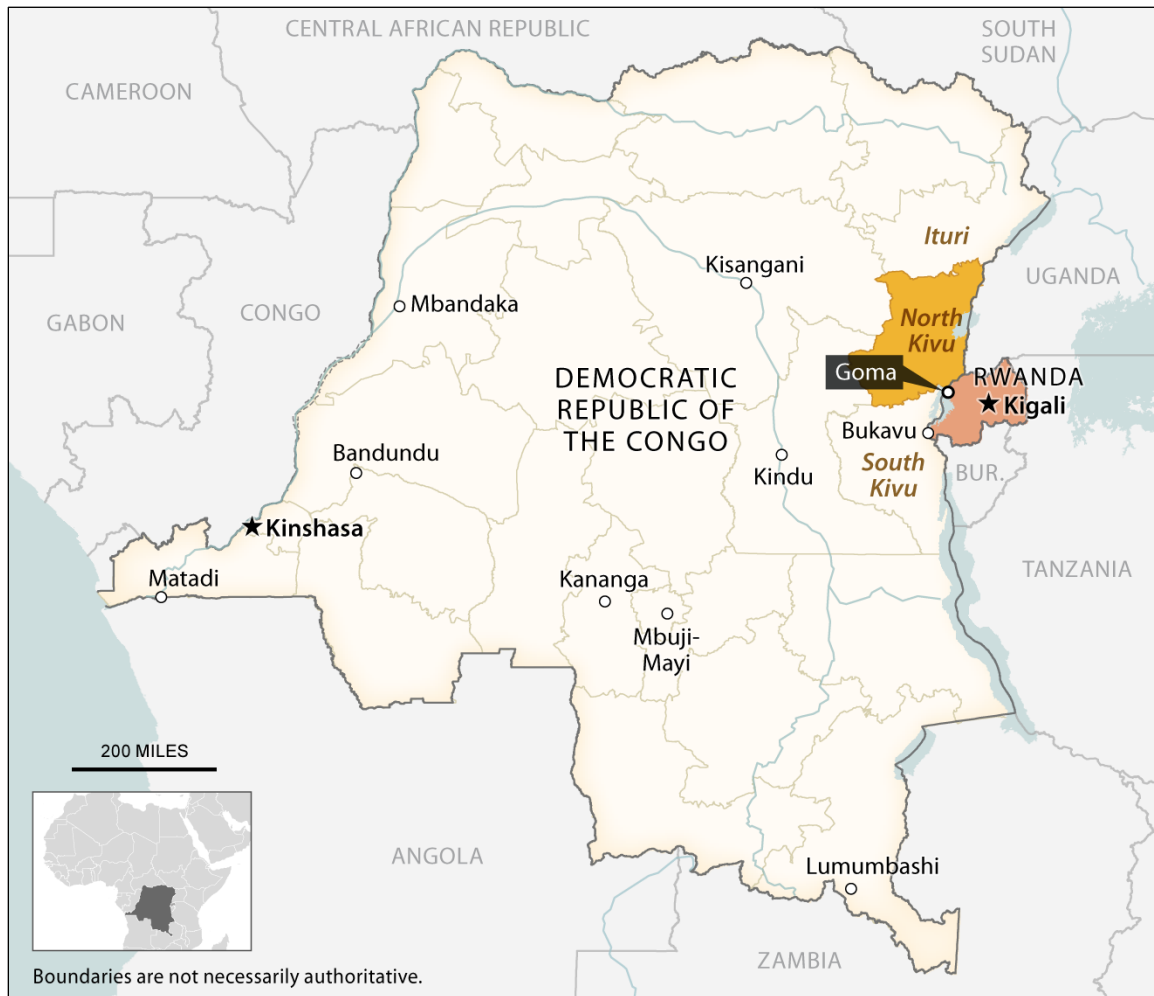 CENTRAL AFRICAN REPUBLIC
SOUTH
SUDAN
CAMEROON
Ituri
Kisangani
UGANDA
Mbandaka
GABON
CONGO
North
Kivu
Goma
RWANDA
Kigali
DEMOCRATIC
REPUBLIC OF
THE CONGO
Bukavu
Bandundu
Kindu
South
Kivu
BUR.
Kinshasa
TANZANIA
Matadi
Kananga
Mbuji-
Mayi
200 MILES
ANGOLA
Lumumbashi
ZAMBIA
Boundaries are not necessarily authoritative.